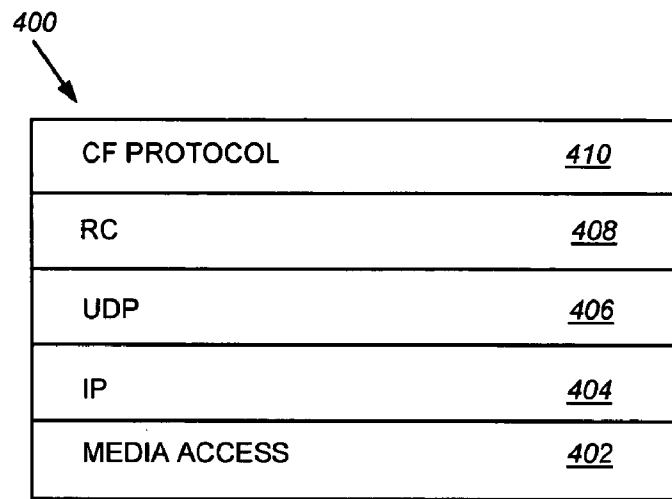 400
CF PROTOCOL 410
RC 408
UDP 406
IP 404
MEDIA ACCESS 402